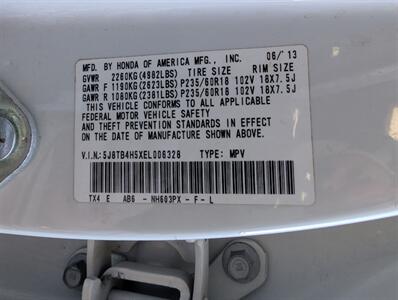 MFD. BY HONDA OF AMERICA MFG., INC. 06/'13
GVWR 2260KG(4982LBS) TIRE SIZE RIM SIZE
GAWR F 1190KG(2623LBS)P235/60R18 102V 18X7.5J
GAWR R 1080KG(2381LBS)P235/60R18 102V 18X7.5J
THIS VEHICLE CONFORMS TO ALL APPLICABLE
FEDERAL MOTOR VEHICLE SAFETY
AND THEFT PREVENTION STANDARDS IN EFFECT
ON THE DATE OF MANUFACTURE SHOWN ABOVE.
V.I.N.:5J8TB4H5XEL006328 TYPE: MPV
TX4 E AB6 - NH603PX - F - L